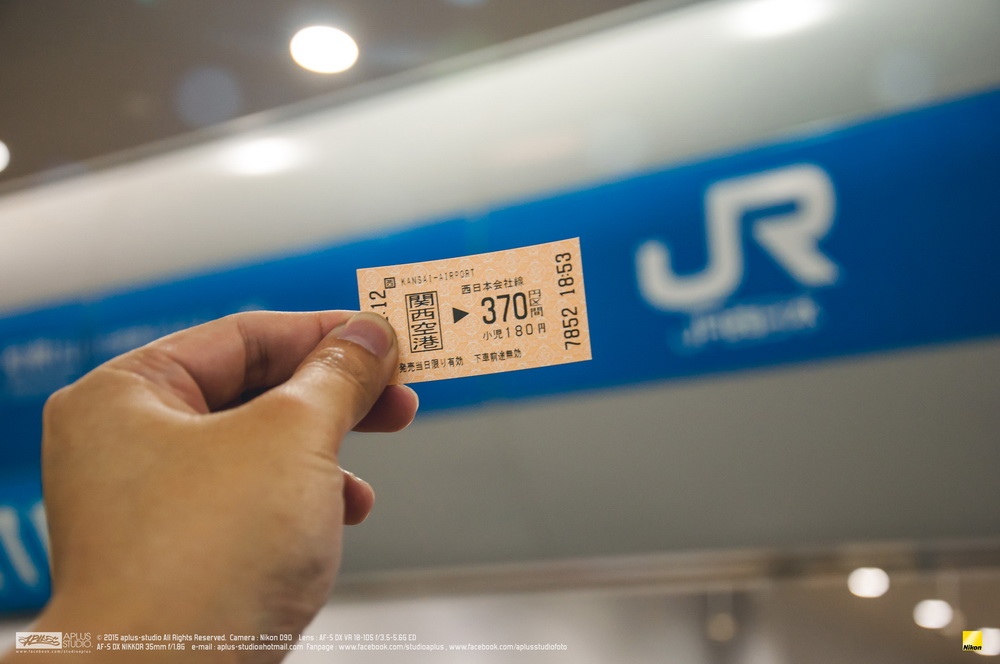 JR
KANSAI-AIRPORT
西日本会社線
:12
関西空港
▶
370円区間
小児180円
発売当日限り有効 下車前途無効
7852 18:53
APLUS
STUDIO.
www.facebook.com/studioaplus
© 2015 aplus-studio All Rights Reserved. Camera : Nikon D90 Lens : AF-S DX VR 18-105 f/3.5-5.6G ED
AF-S DX NIKKOR 35mm f/1.8G e-mail : aplus-studio@hotmail.com Fanpage : www.facebook.com/studioaplus , www.facebook.com/aplusstudiofoto
Nikon